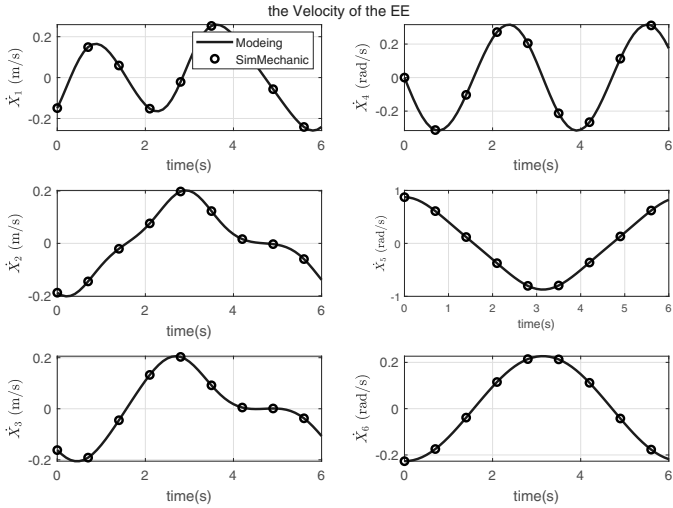 the Velocity of the EE
Ẋ₁ (m/s)
0.2
0
-0.2
0 2 4 6
time(s)
Modeing
SimMechanic
Ẋ₄ (rad/s)
0.2
0
-0.2
0 2 4 6
time(s)
Ẋ₂ (m/s)
0.2
0
-0.2
0 2 4 6
time(s)
Ẋ₅ (rad/s)
1
0
-1
0 1 2 3 4 5 6
time(s)
Ẋ₃ (m/s)
0.2
0
-0.2
0 2 4 6
time(s)
Ẋ₆ (rad/s)
0.2
0
-0.2
0 2 4 6
time(s)